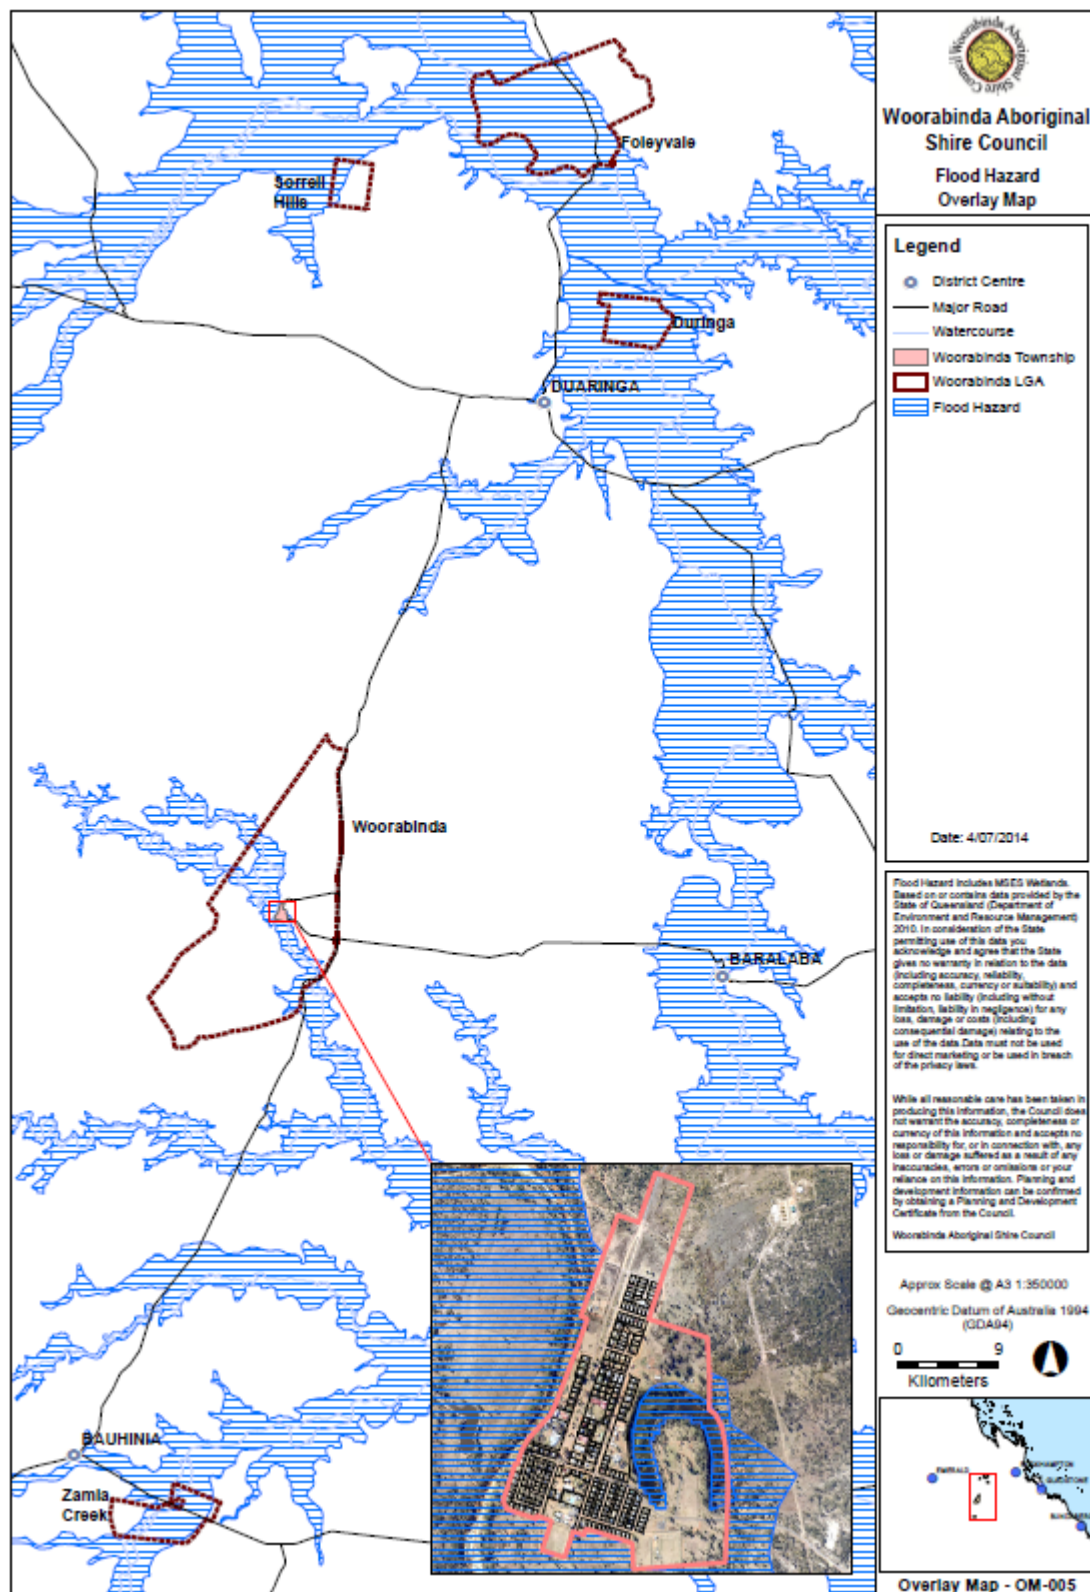 Woorabinda Aboriginal Shire Council
Woorabinda Aboriginal
Shire Council
Flood Hazard
Overlay Map
Legend
District Centre
Major Road
Watercourse
Woorabinda Township
Woorabinda LGA
Flood Hazard
Date: 4/07/2014
Flood Hazard includes MSES Wetlands.
Based on or contains data provided by the
State of Queensland (Department of
Environment and Resource Management)
2010. In consideration of the State
permitting use of this data you
acknowledge and agree that the State
gives no warranty in relation to the data
(including accuracy, reliability,
completeness, currency or suitability) and
accepts no liability (including without
limitation, liability in negligence) for any
loss, damage or costs (including
consequential damage) relating to the
use of the data.Data must not be used
for direct marketing or be used in breach
of the privacy laws.
While all reasonable care has been taken in
producing this information, the Council does
not warrant the accuracy, completeness or
currency of this information and accepts no
responsibility for, or in connection with, any
loss or damage suffered as a result of any
inaccuracies, errors or omissions or your
reliance on this information. Planning and
development information can be confirmed
by obtaining a Planning and Development
Certificate from the Council.
Woorabinda Aboriginal Shire Council
Approx Scale @ A3 1:350000
Geocentric Datum of Australia 1994
(GDA94)
0 9
Kilometers
EMERALD
GLADSTONE
Overlay Map - OM-005
Foleyvale
Sorrell
Hills
Duringa
DUARINGA
Woorabinda
BARALABA
BAUHINIA
Zamia
Creek